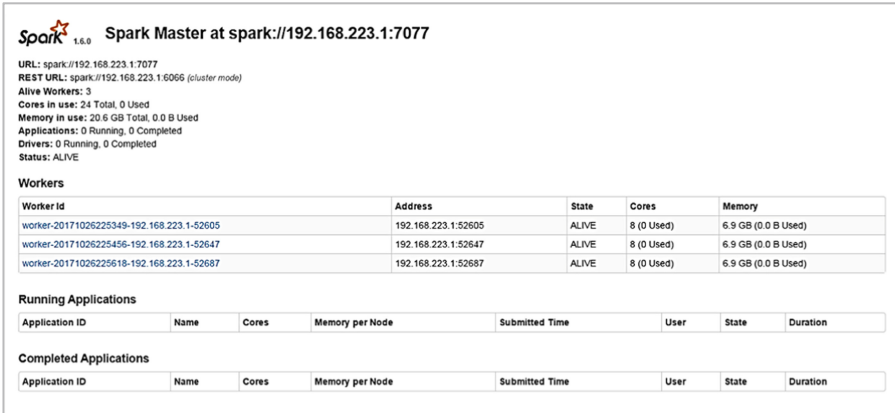 Spark 1.6.0 Spark Master at spark://192.168.223.1:7077
URL: spark://192.168.223.1:7077
REST URL: spark://192.168.223.1:6066 (cluster mode)
Alive Workers: 3
Cores in use: 24 Total, 0 Used
Memory in use: 20.6 GB Total, 0.0 B Used
Applications: 0 Running, 0 Completed
Drivers: 0 Running, 0 Completed
Status: ALIVE
Workers
Worker Id Address State Cores Memory
worker-20171026225349-192.168.223.1-52605 192.168.223.1:52605 ALIVE 8 (0 Used) 6.9 GB (0.0 B Used)
worker-20171026225456-192.168.223.1-52647 192.168.223.1:52647 ALIVE 8 (0 Used) 6.9 GB (0.0 B Used)
worker-20171026225618-192.168.223.1-52687 192.168.223.1:52687 ALIVE 8 (0 Used) 6.9 GB (0.0 B Used)
Running Applications
Application ID Name Cores Memory per Node Submitted Time User State Duration
Completed Applications
Application ID Name Cores Memory per Node Submitted Time User State Duration